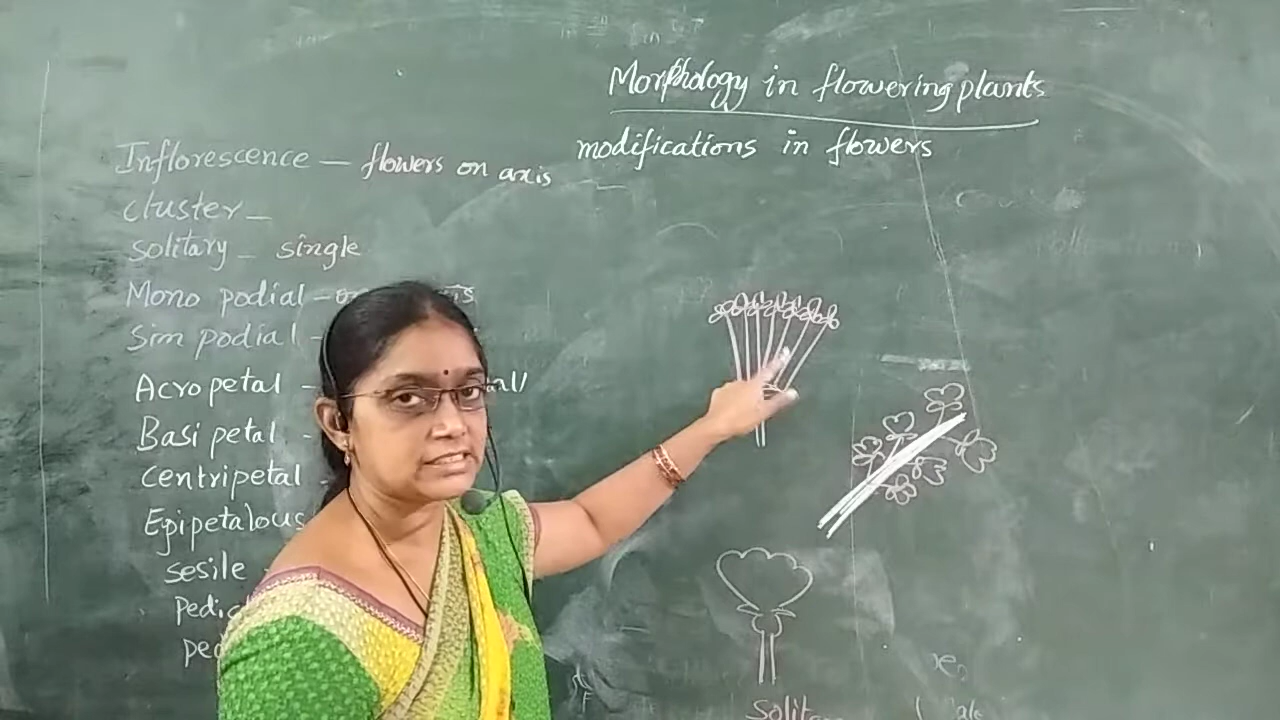 Morphology in flowering plants
modifications in flowers
Inflorescence — flowers on axis
cluster —
solitary — single
Mono podial -
Sim podial -
Acropetal -
Basi petal -
centripetal
Epipetalous
sesile